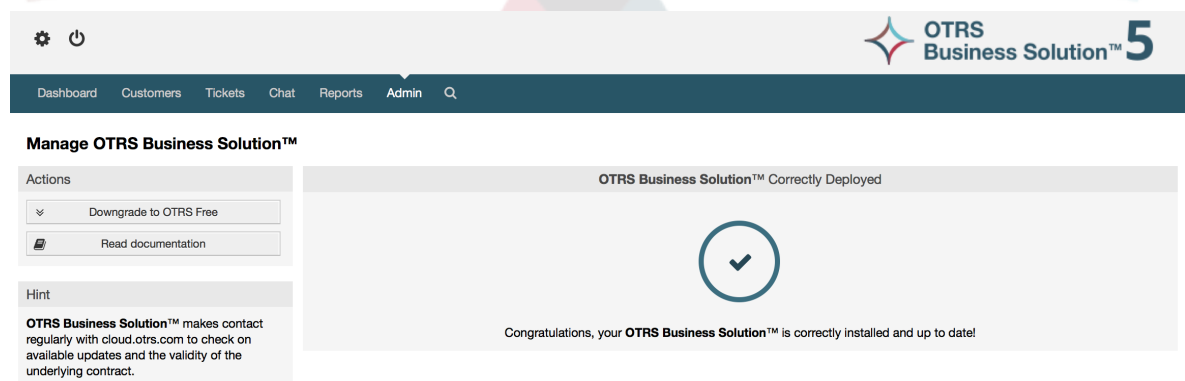 OTRS
Business Solution™ 5
Dashboard Customers Tickets Chat Reports Admin
Manage OTRS Business Solution™
Actions
Downgrade to OTRS Free
Read documentation
Hint
OTRS Business Solution™ makes contact
regularly with cloud.otrs.com to check on
available updates and the validity of the
underlying contract.
OTRS Business Solution™ Correctly Deployed
Congratulations, your OTRS Business Solution™ is correctly installed and up to date!